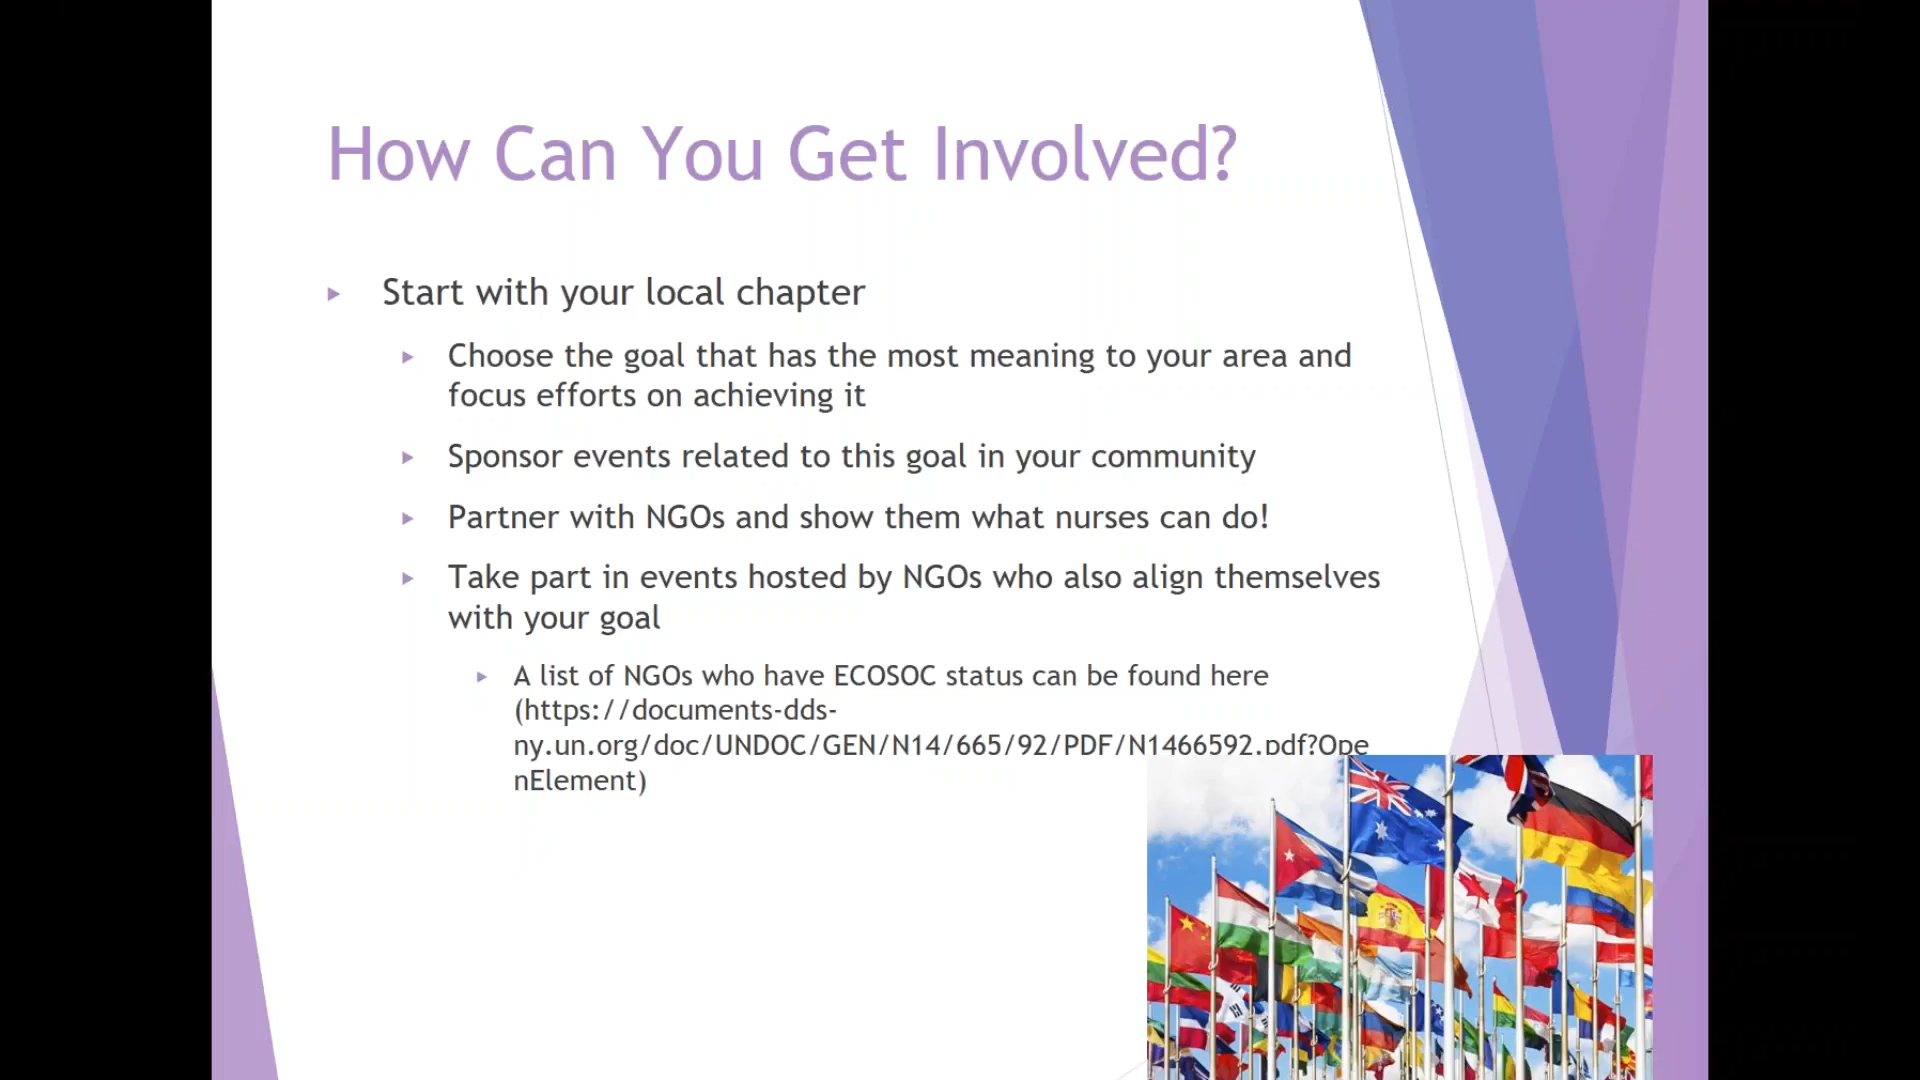 How Can You Get Involved?
Start with your local chapter
Choose the goal that has the most meaning to your area and
focus efforts on achieving it
Sponsor events related to this goal in your community
Partner with NGOs and show them what nurses can do!
Take part in events hosted by NGOs who also align themselves
with your goal
A list of NGOs who have ECOSOC status can be found here
(https://documents-dds-
ny.un.org/doc/UNDOC/GEN/N14/665/92/PDF/N1466592.pdf?Ope
nElement)